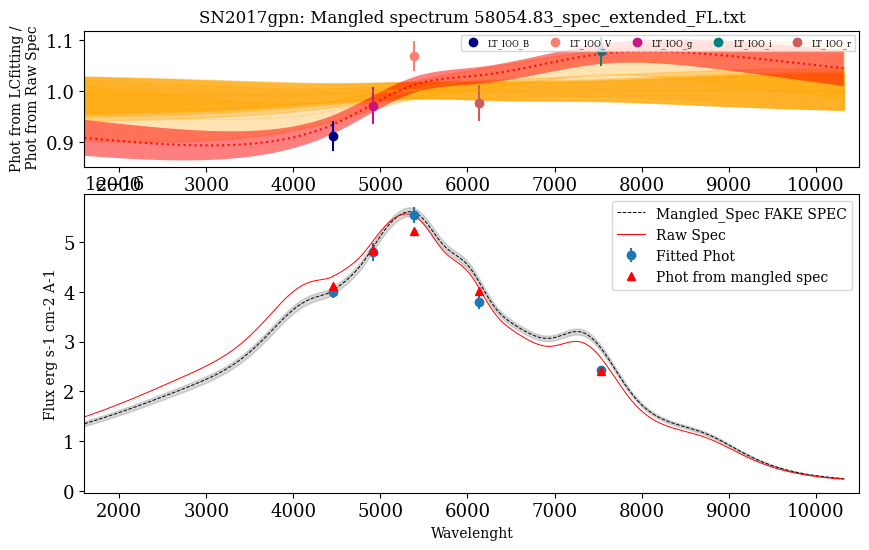 SN2017gpn: Mangled spectrum 58054.83_spec_extended_FL.txt
Phot from LCfitting /
Phot from Raw Spec
1.1
1.0
0.9
LT_IOO_B
LT_IOO_V
LT_IOO_g
LT_IOO_i
LT_IOO_r
2000 3000 4000 5000 6000 7000 8000 9000 10000
1e−16
Flux erg s-1 cm-2 A-1
5
4
3
2
1
0
Mangled_Spec FAKE SPEC
Raw Spec
Fitted Phot
Phot from mangled spec
2000 3000 4000 5000 6000 7000 8000 9000 10000
Wavelenght